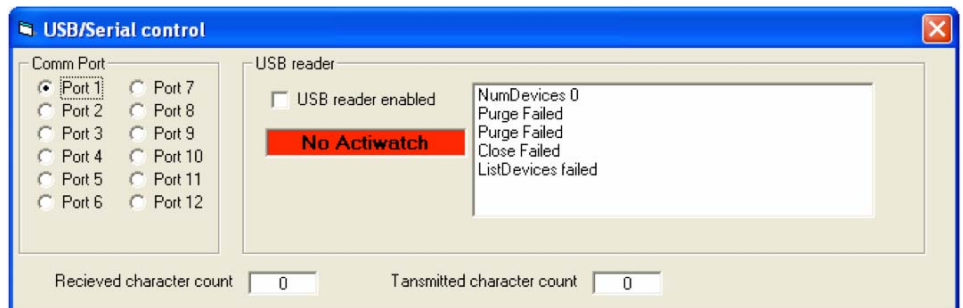 USB/Serial control
Comm Port
Port 1 Port 7
Port 2 Port 8
Port 3 Port 9
Port 4 Port 10
Port 5 Port 11
Port 6 Port 12
USB reader
USB reader enabled
No Actiwatch
NumDevices 0
Purge Failed
Purge Failed
Close Failed
ListDevices failed
Recieved character count 0
Tansmitted character count 0